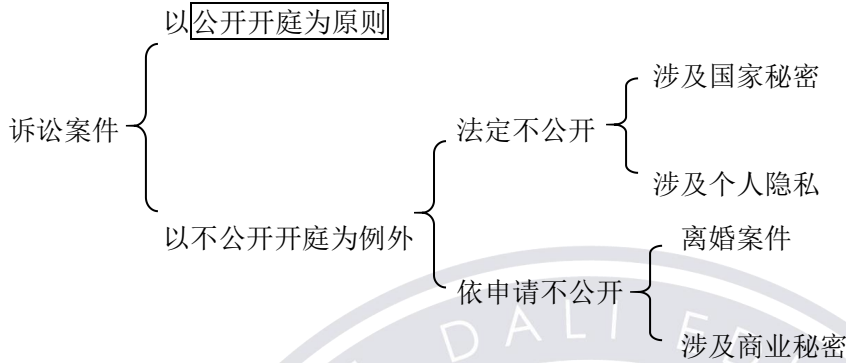 以公开开庭为原则
涉及国家秘密
诉讼案件
法定不公开
涉及个人隐私
以不公开开庭为例外
离婚案件
依申请不公开
DALI
涉及商业秘密